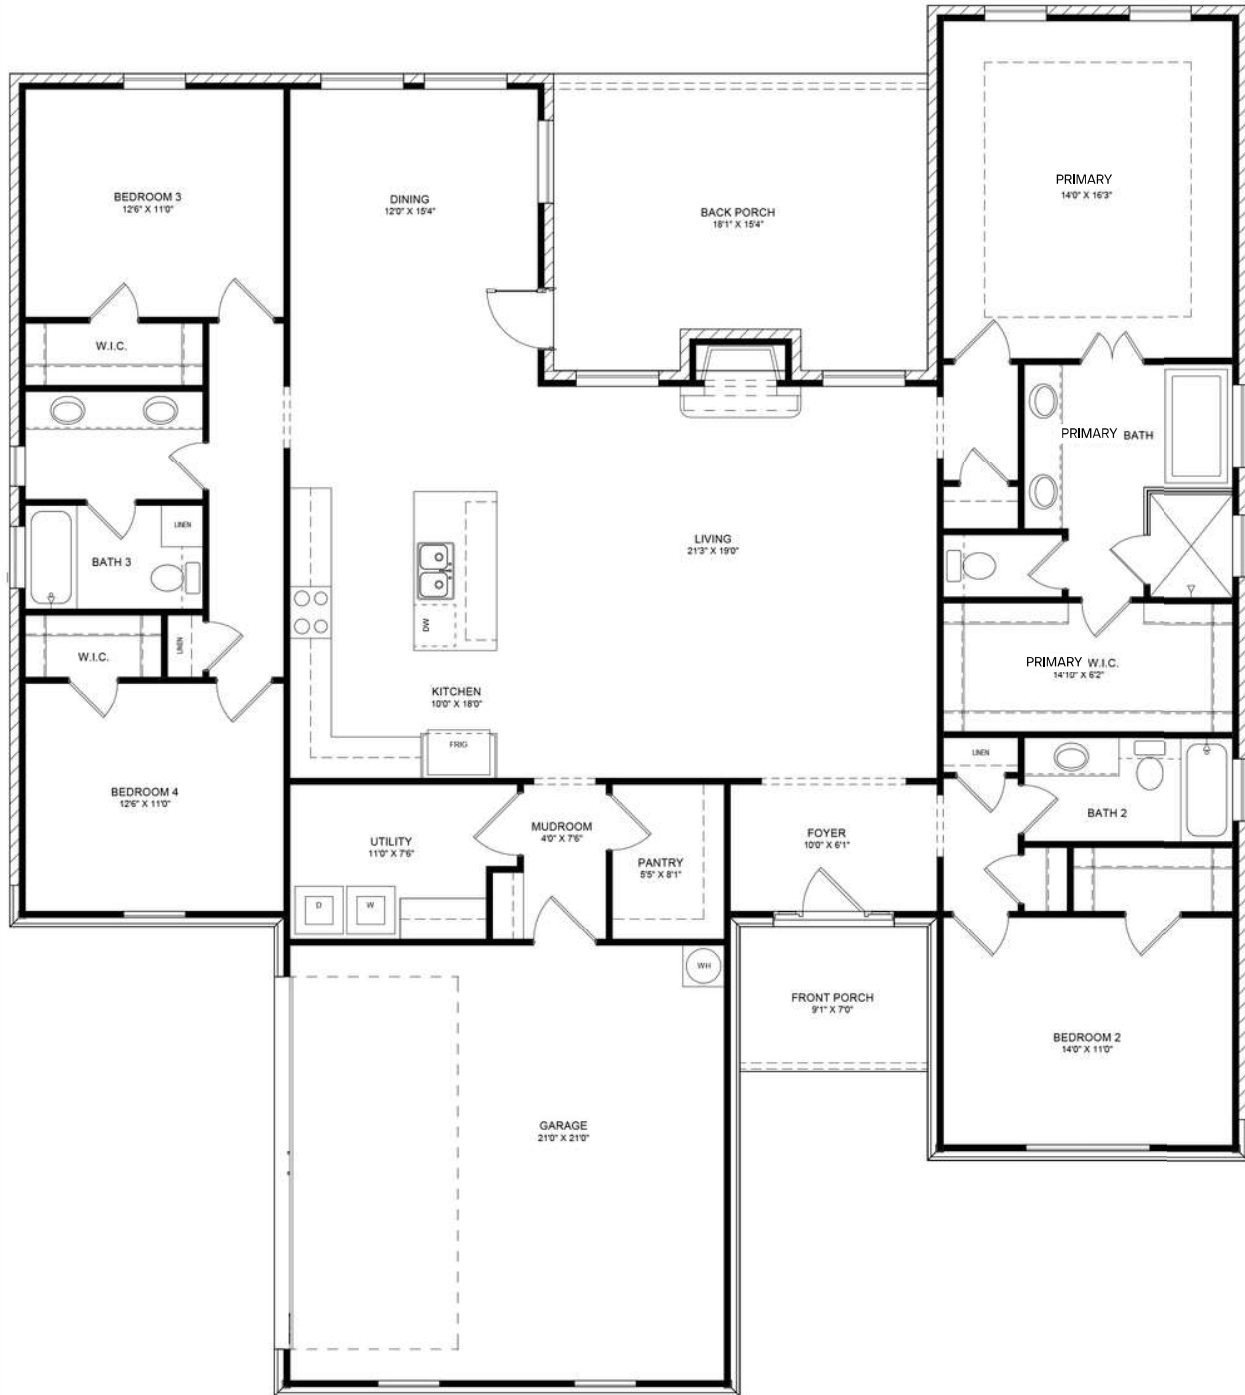 PRIMARY
14'0" X 16'3"
BEDROOM 3
12'6" X 11'0"
DINING
12'0" X 15'4"
BACK PORCH
18'1" X 15'4"
W.I.C.
PRIMARY BATH
LINEN
BATH 3
LIVING
21'3" X 19'0"
DW
LINEN
W.I.C.
PRIMARY W.I.C.
14'10" X 6'2"
KITCHEN
10'0" X 18'0"
FRIG
LINEN
BEDROOM 4
12'6" X 11'0"
UTILITY
11'0" X 7'6"
MUDROOM
4'0" X 7'6"
PANTRY
5'5" X 8'1"
FOYER
10'0" X 6'1"
BATH 2
D
W
WH
FRONT PORCH
9'1" X 7'0"
BEDROOM 2
14'0" X 11'0"
GARAGE
21'0" X 21'0"